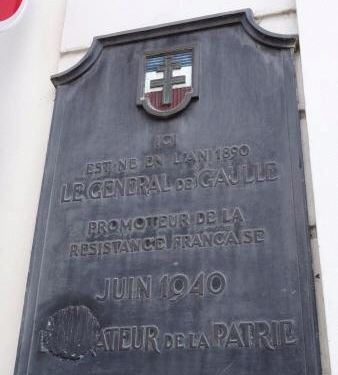 ICI
EST NE EN L'AN 1890
LE GENERAL DE GAULLE
PROMOTEUR DE LA
RESISTANCE FRANCAISE
JUIN 1940
DE LA PATRIE